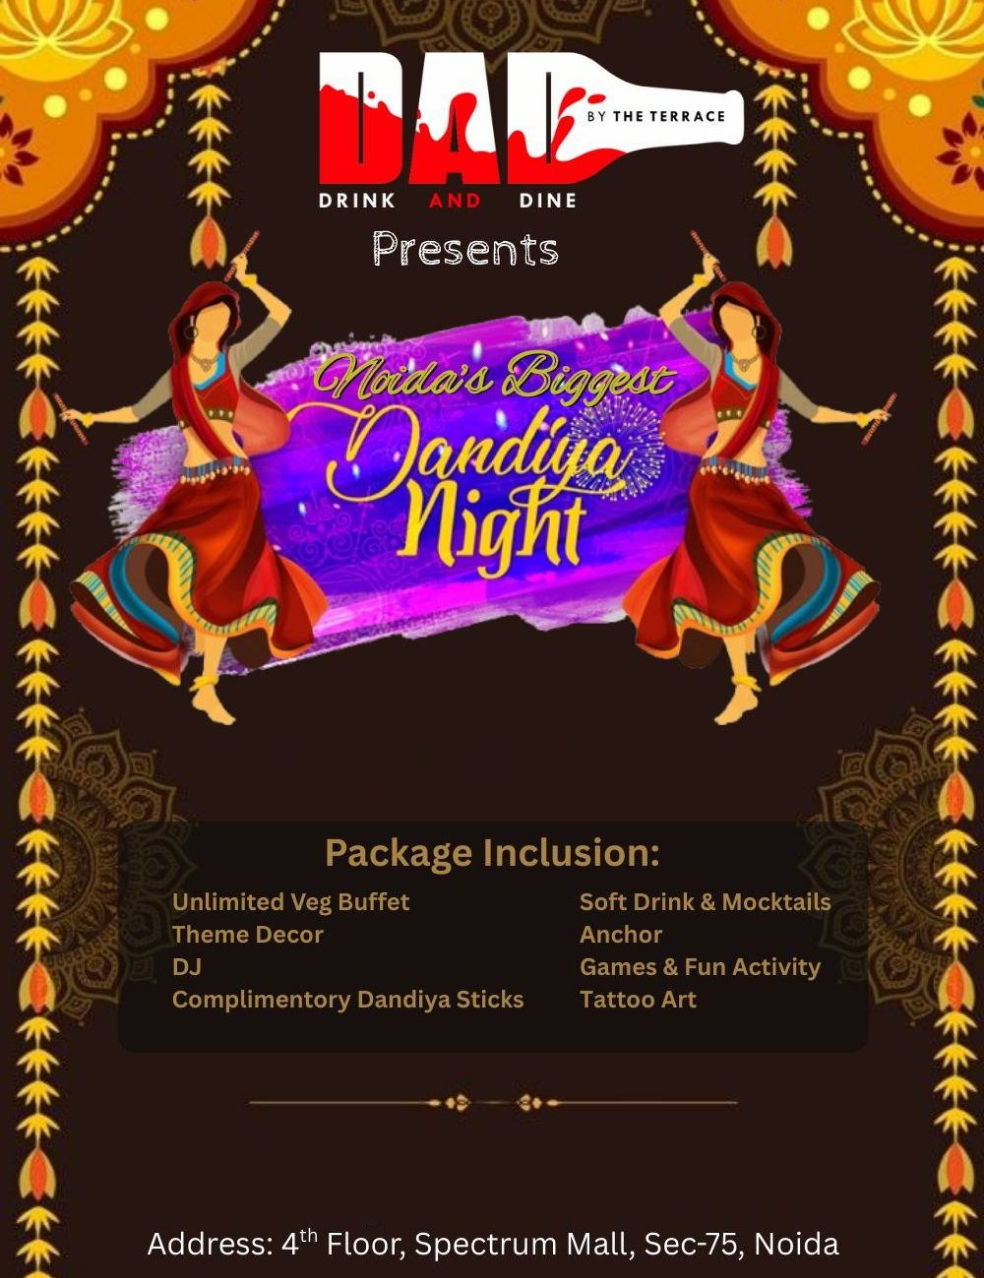 DAD
BY THE TERRACE
DRINK AND DINE
Presents
Noida's Biggest
Dandiya
Night
Package Inclusion:
Unlimited Veg Buffet
Theme Decor
DJ
Complimentory Dandiya Sticks
Soft Drink & Mocktails
Anchor
Games & Fun Activity
Tattoo Art
Address: 4th Floor, Spectrum Mall, Sec-75, Noida